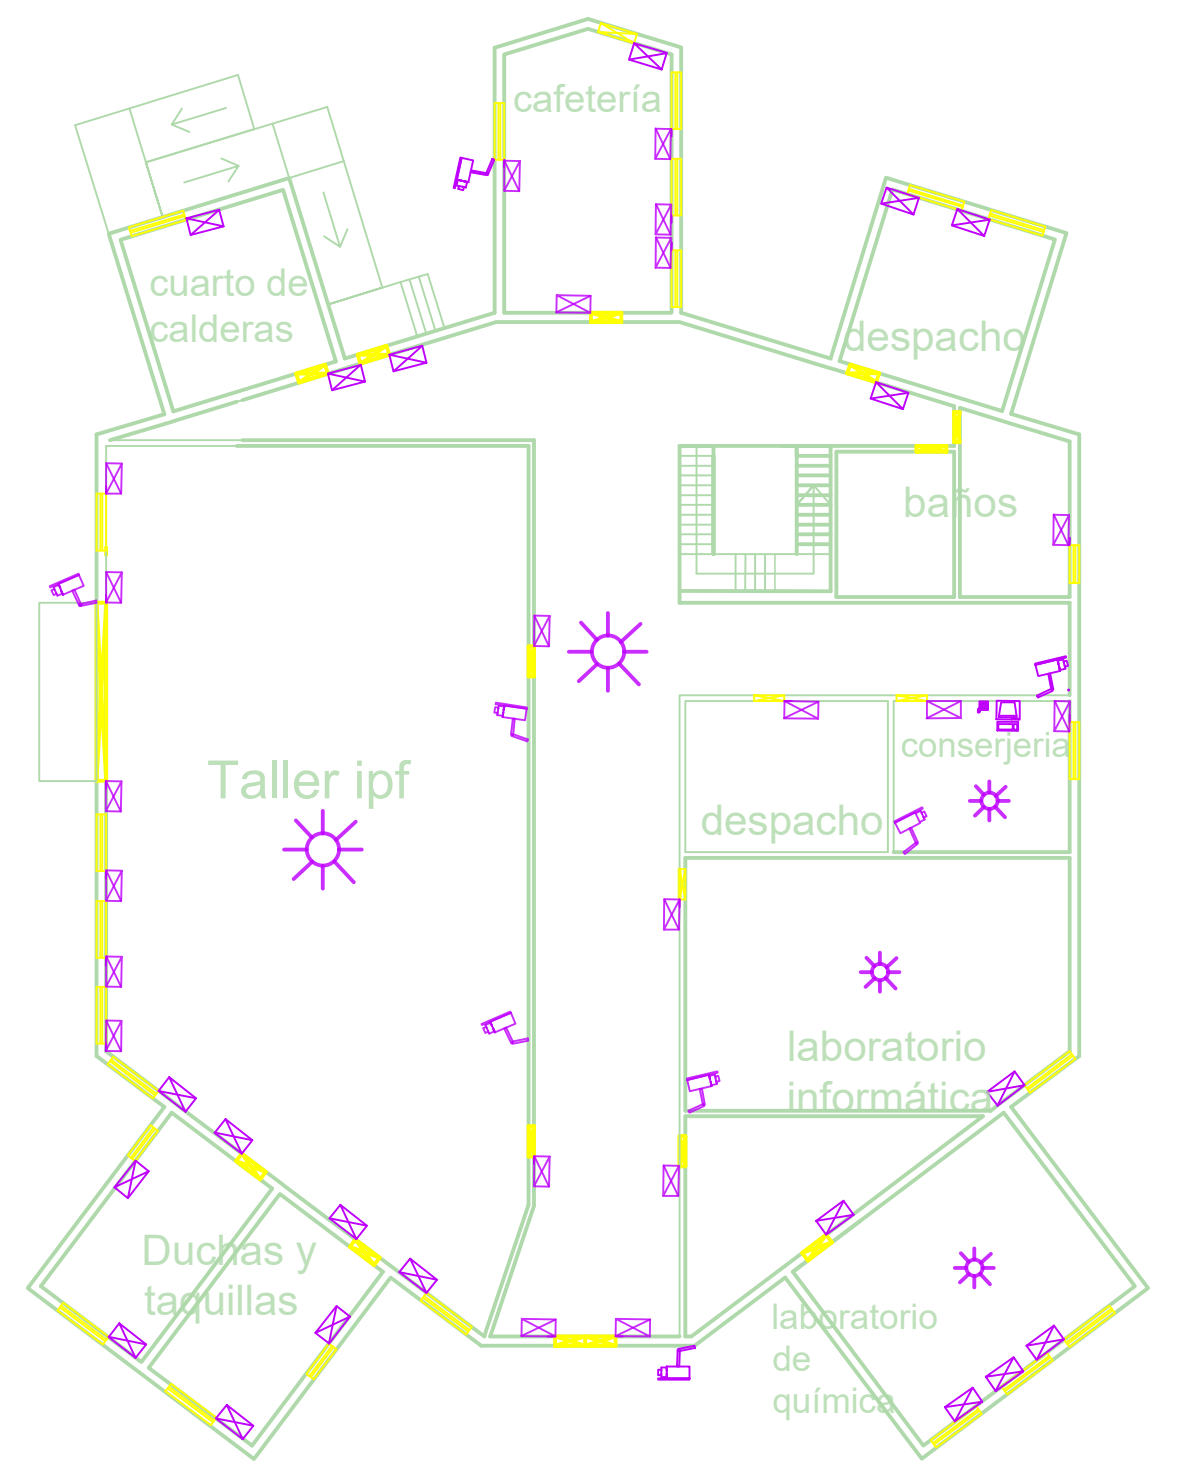 cafetería
cuarto de
calderas
despacho
baños
conserjeria
Taller ipf
despacho
laboratorio
informática
Duchas y
taquillas
laboratorio
de
química